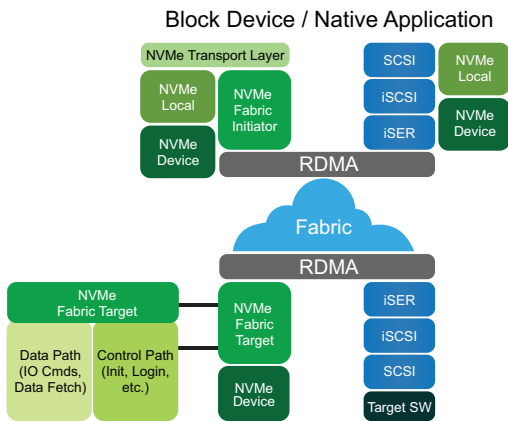 Block Device / Native Application
NVMe Transport Layer
NVMe
Local
NVMe
Fabric
Initiator
NVMe
Device
SCSI
iSCSI
iSER
NVMe
Local
NVMe
Device
RDMA
Fabric
RDMA
NVMe
Fabric Target
Data Path
(IO Cmds,
Data Fetch)
Control Path
(Init, Login,
etc.)
NVMe
Fabric
Target
NVMe
Device
iSER
iSCSI
SCSI
Target SW